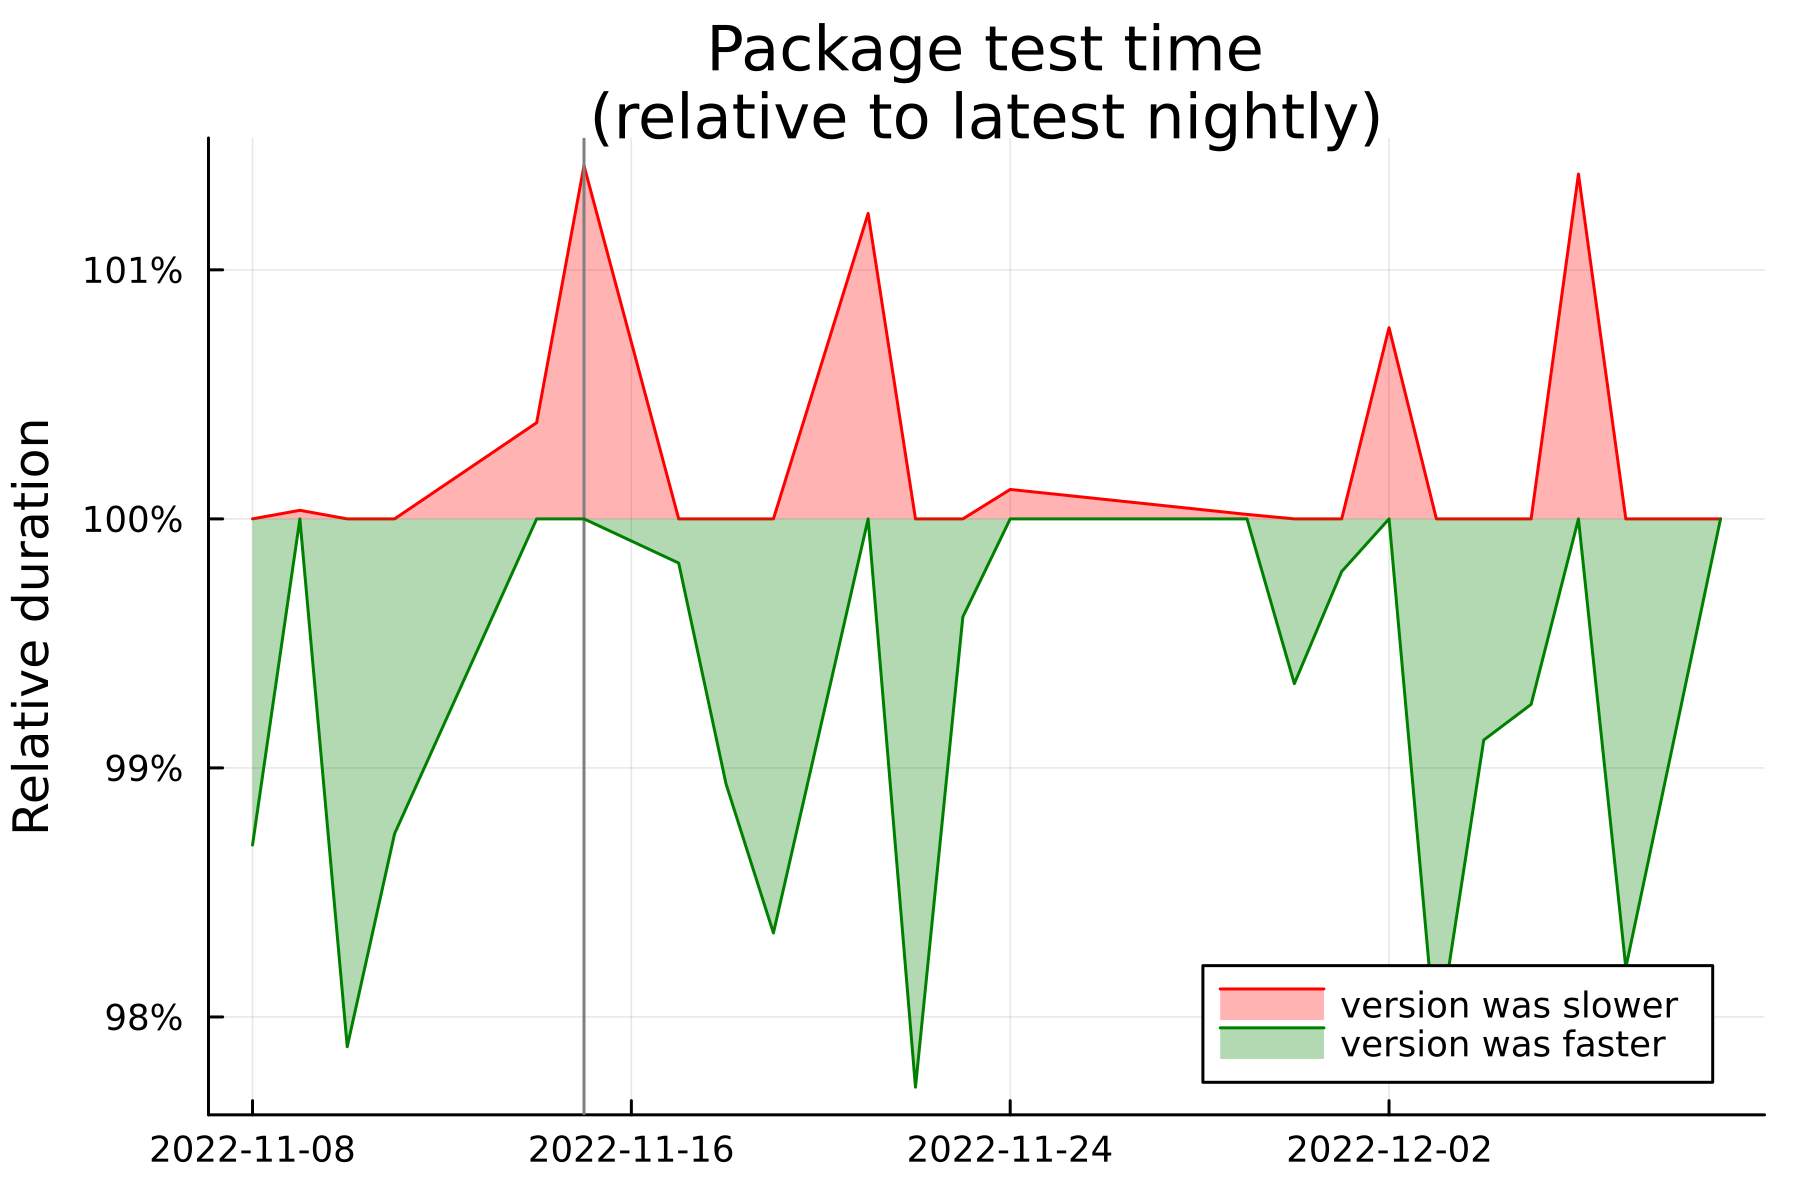 Package test time
(relative to latest nightly)
Relative duration
101%
100%
99%
98%
version was slower
version was faster
2022-11-08
2022-11-16
2022-11-24
2022-12-02